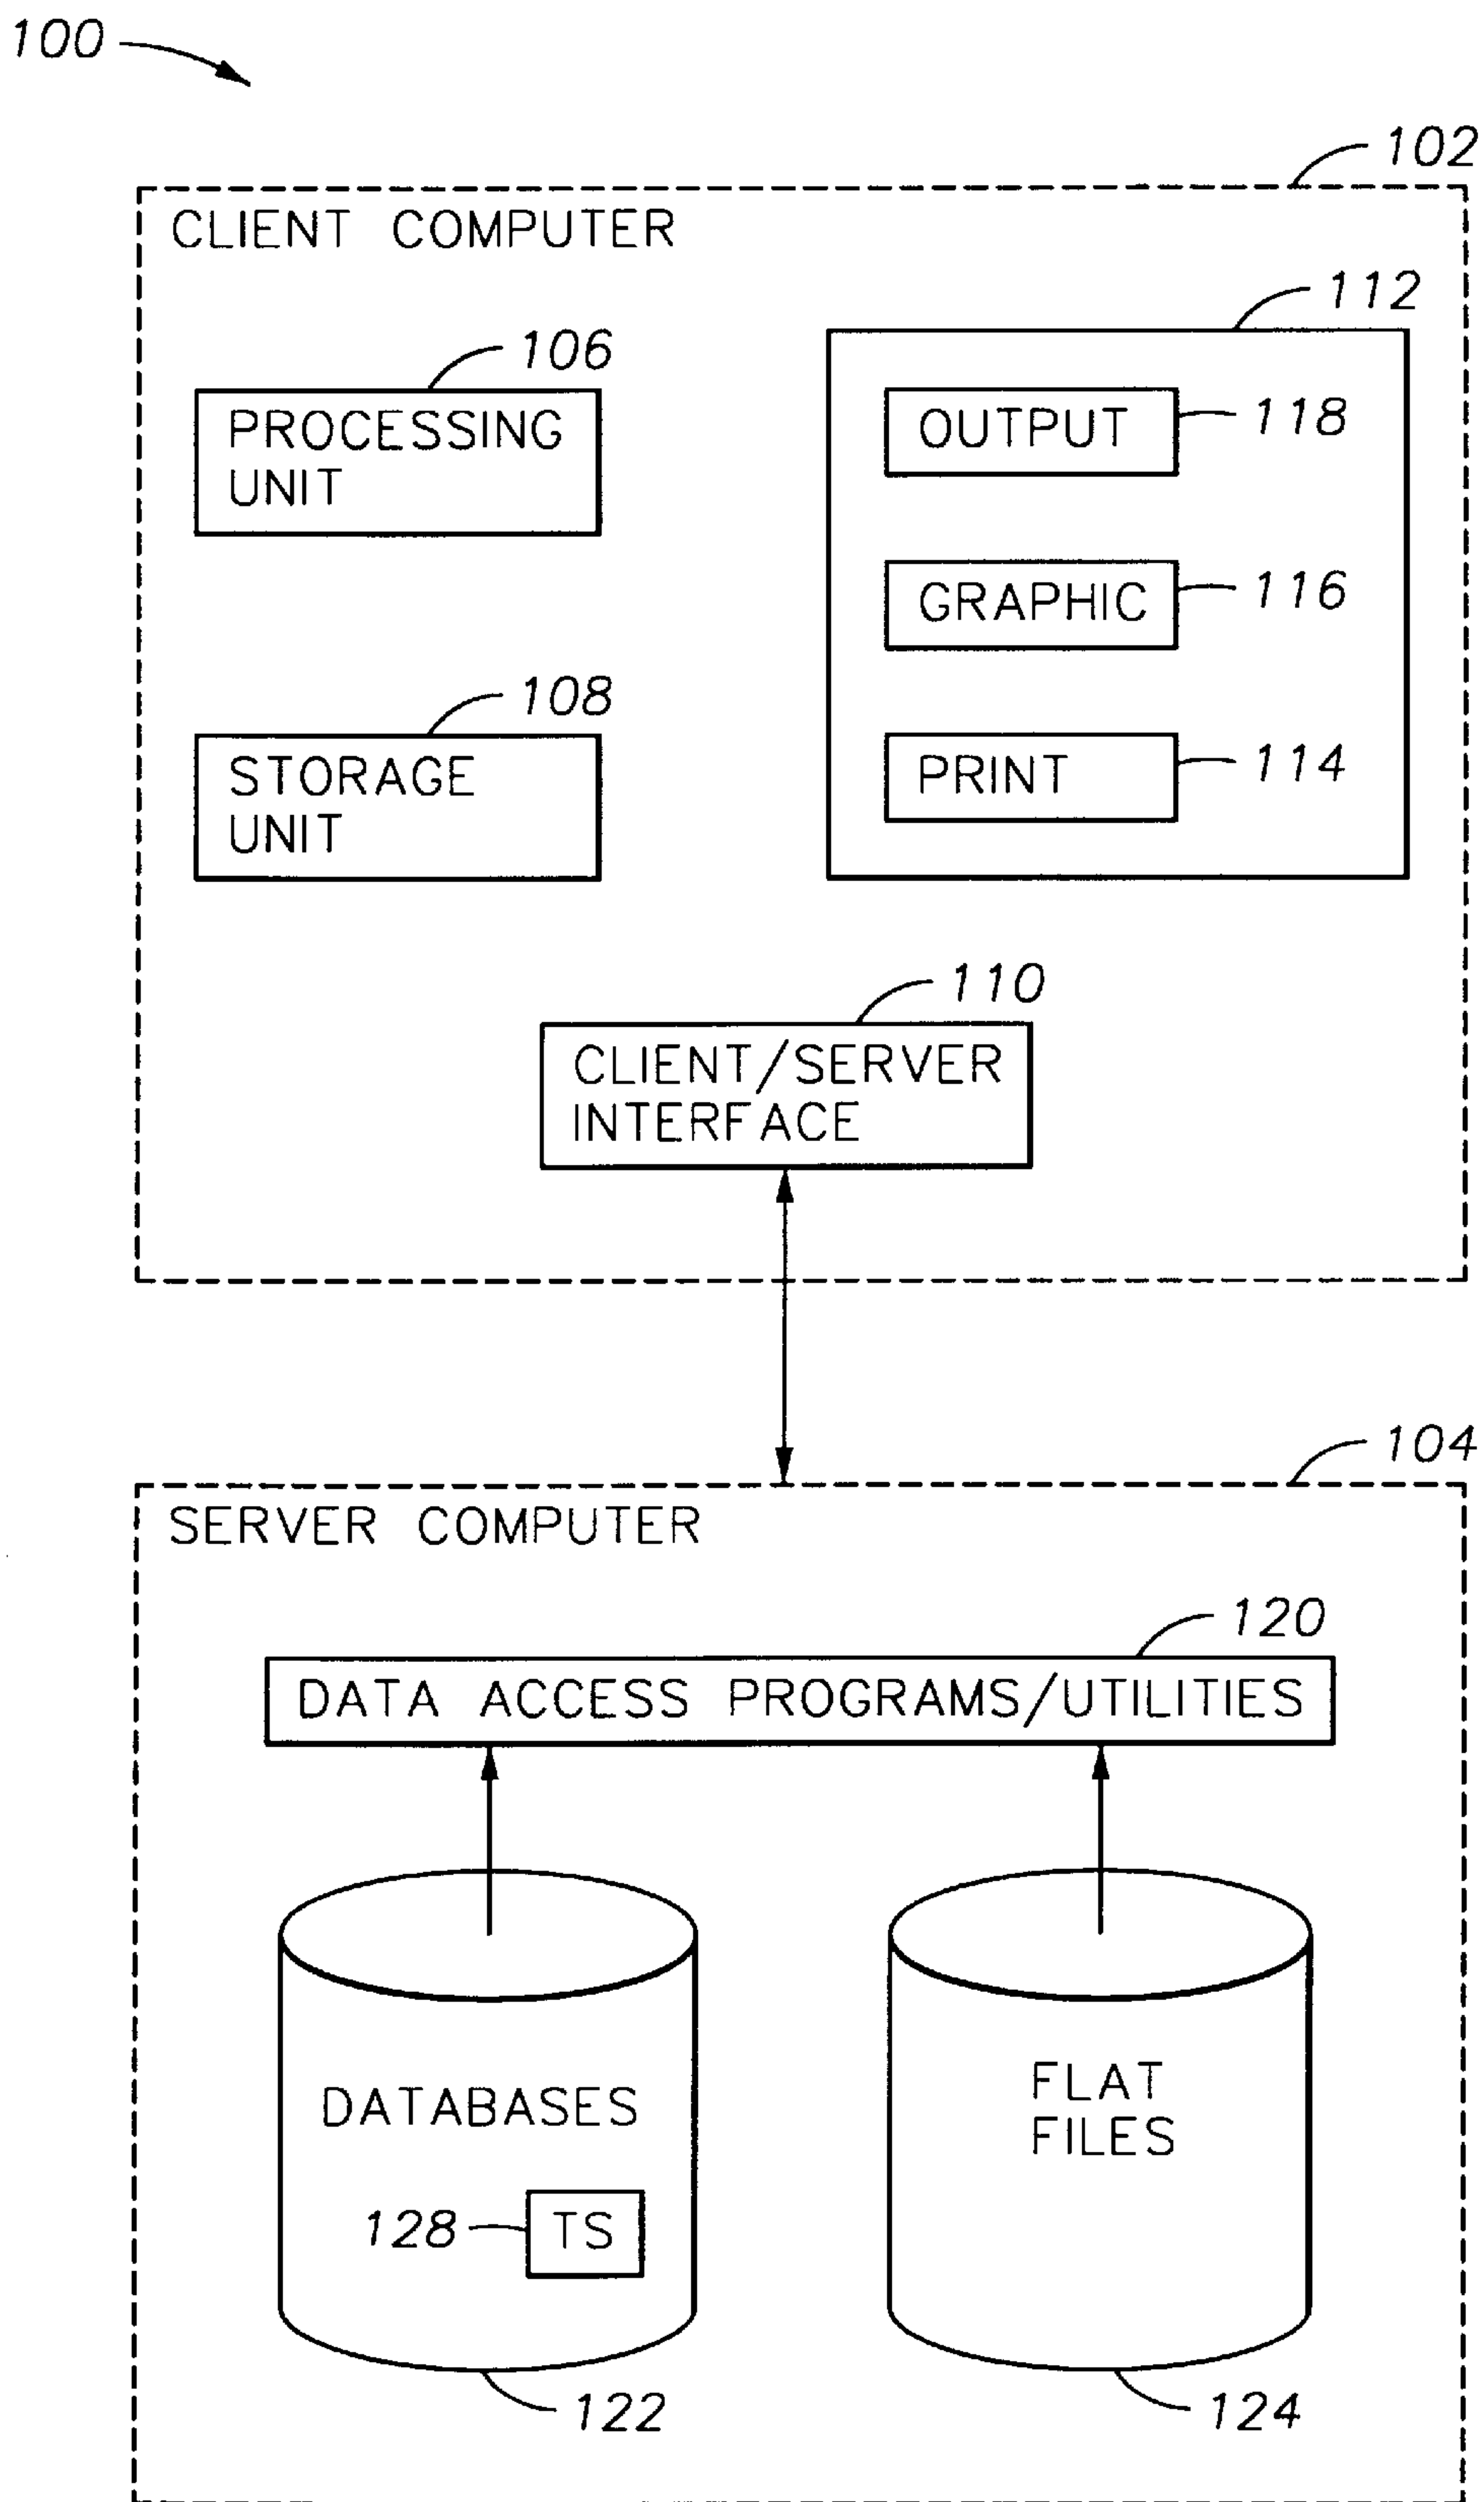 100
102
CLIENT COMPUTER
112
106
PROCESSING
UNIT
OUTPUT
118
GRAPHIC
116
108
STORAGE
UNIT
PRINT
114
110
CLIENT/SERVER
INTERFACE
104
SERVER COMPUTER
120
DATA ACCESS PROGRAMS/UTILITIES
DATABASES
FLAT
FILES
128
TS
122
124